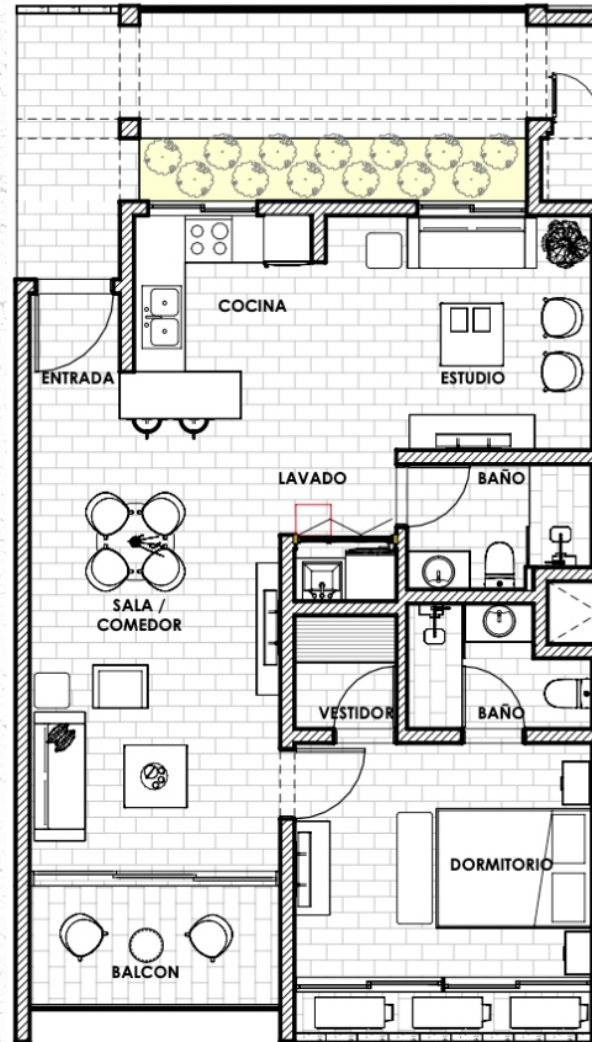 COCINA
ENTRADA
ESTUDIO
LAVADO
BAÑO
SALA /
COMEDOR
VESTIDOR
BAÑO
DORMITORIO
BALCON